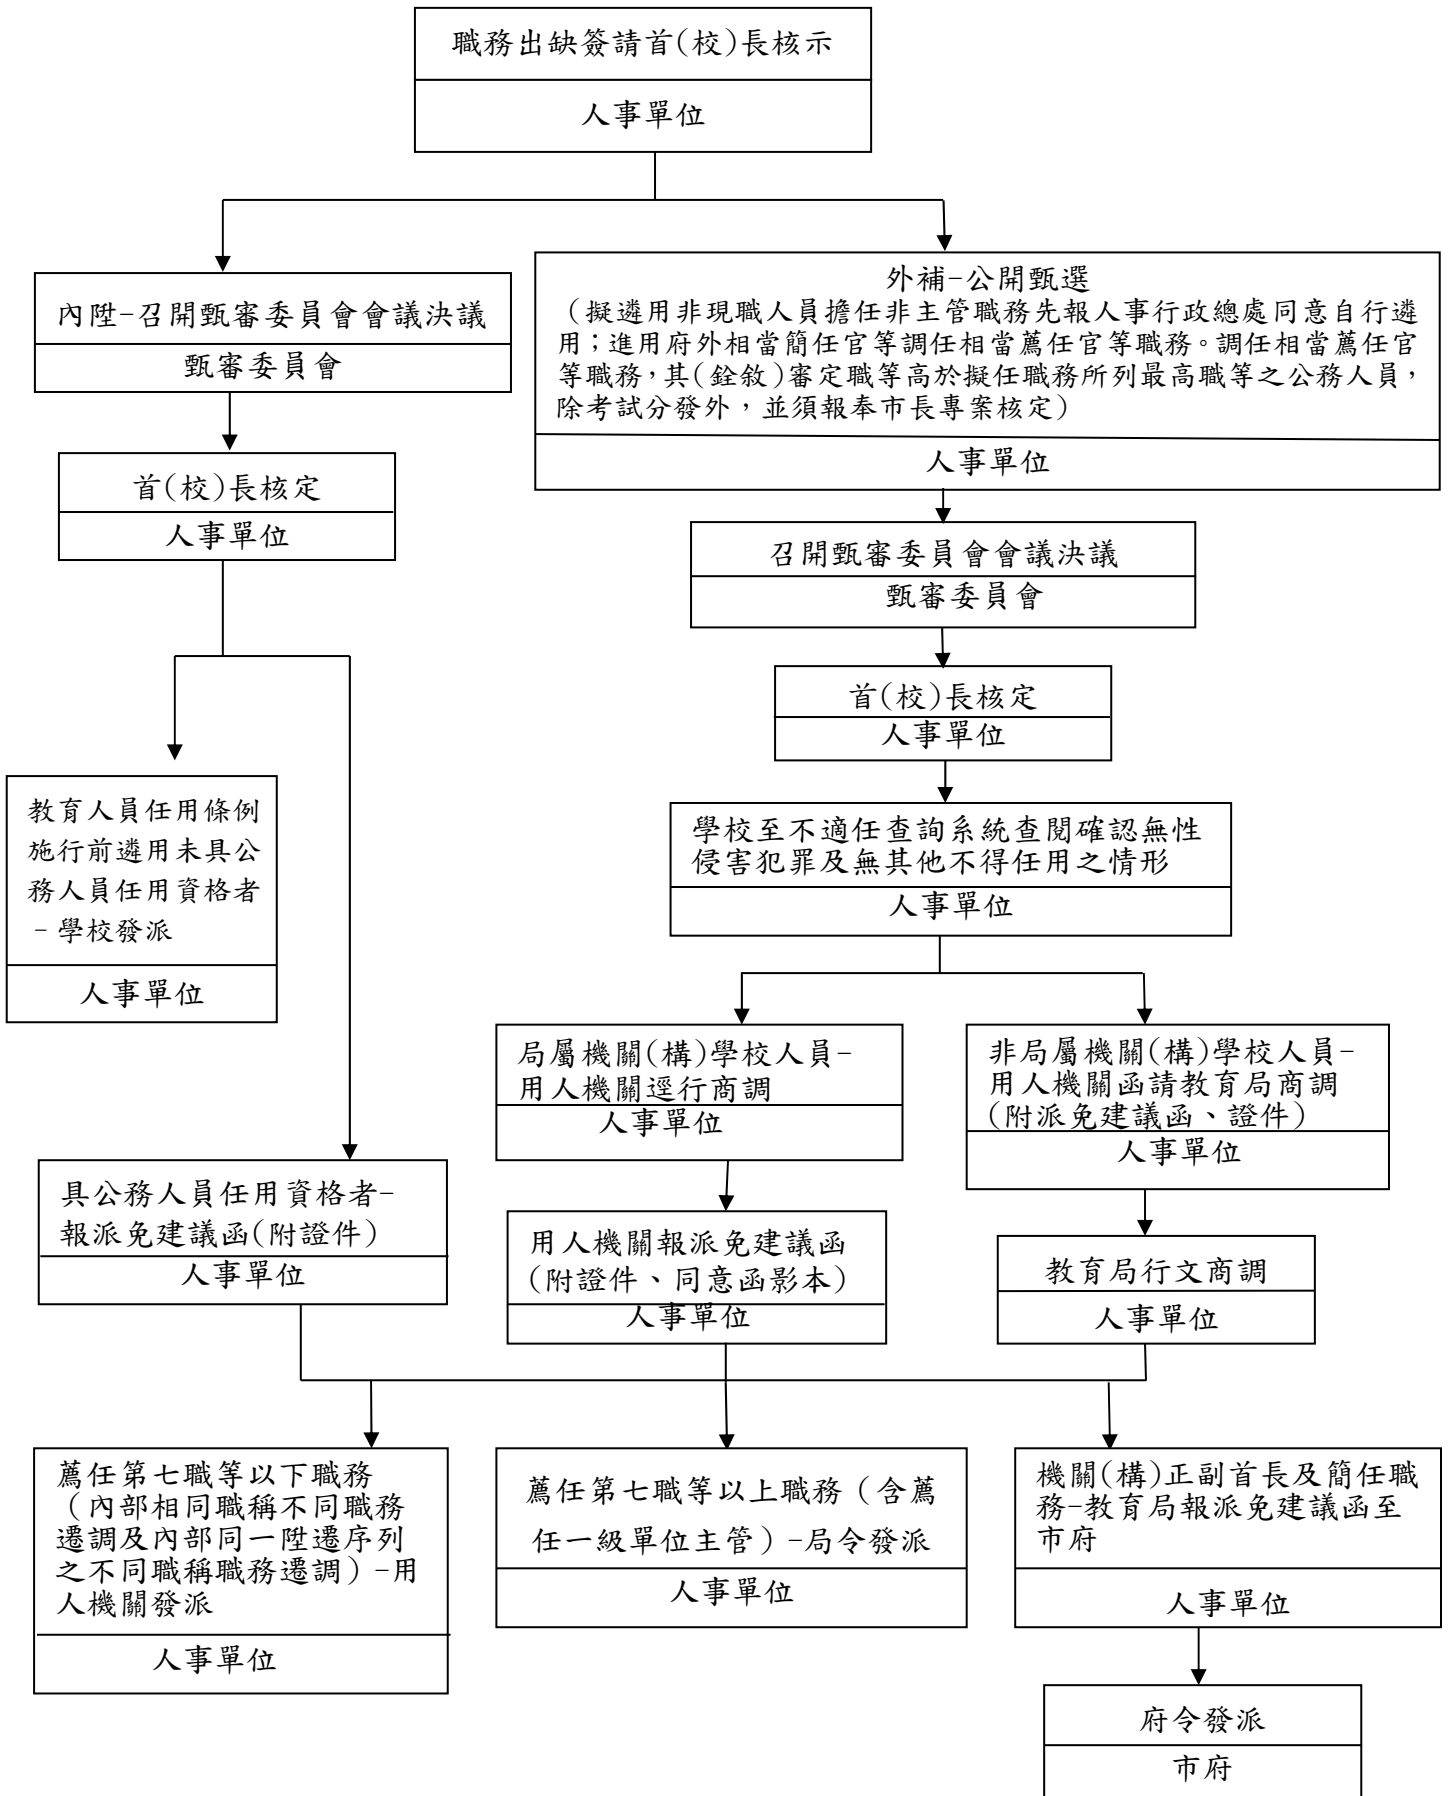 職務出缺簽請首(校)長核示
人事單位
內陞-召開甄審委員會會議決議
甄審委員會
外補-公開甄選
（擬遴用非現職人員擔任非主管職務先報人事行政總處同意自行遴
用；進用府外相當簡任官等調任相當薦任官等職務。調任相當薦任官
等職務，其(銓敘)審定職等高於擬任職務所列最高職等之公務人員，
除考試分發外，並須報奉市長專案核定）
人事單位
首(校)長核定
人事單位
召開甄審委員會會議決議
甄審委員會
首(校)長核定
人事單位
教育人員任用條例
施行前遴用未具公
務人員任用資格者
-學校發派
人事單位
學校至不適任查詢系統查閱確認無性
侵害犯罪及無其他不得任用之情形
人事單位
局屬機關(構)學校人員-
用人機關逕行商調
人事單位
非局屬機關(構)學校人員-
用人機關函請教育局商調
(附派免建議函、證件)
人事單位
具公務人員任用資格者-
報派免建議函(附證件)
人事單位
用人機關報派免建議函
(附證件、同意函影本)
人事單位
教育局行文商調
人事單位
薦任第七職等以下職務
（內部相同職稱不同職務
遷調及內部同一陞遷序列
之不同職稱職務遷調）-用
人機關發派
人事單位
薦任第七職等以上職務（含薦
任一級單位主管）-局令發派
人事單位
機關(構)正副首長及簡任職
務-教育局報派免建議函至
市府
人事單位
府令發派
市府